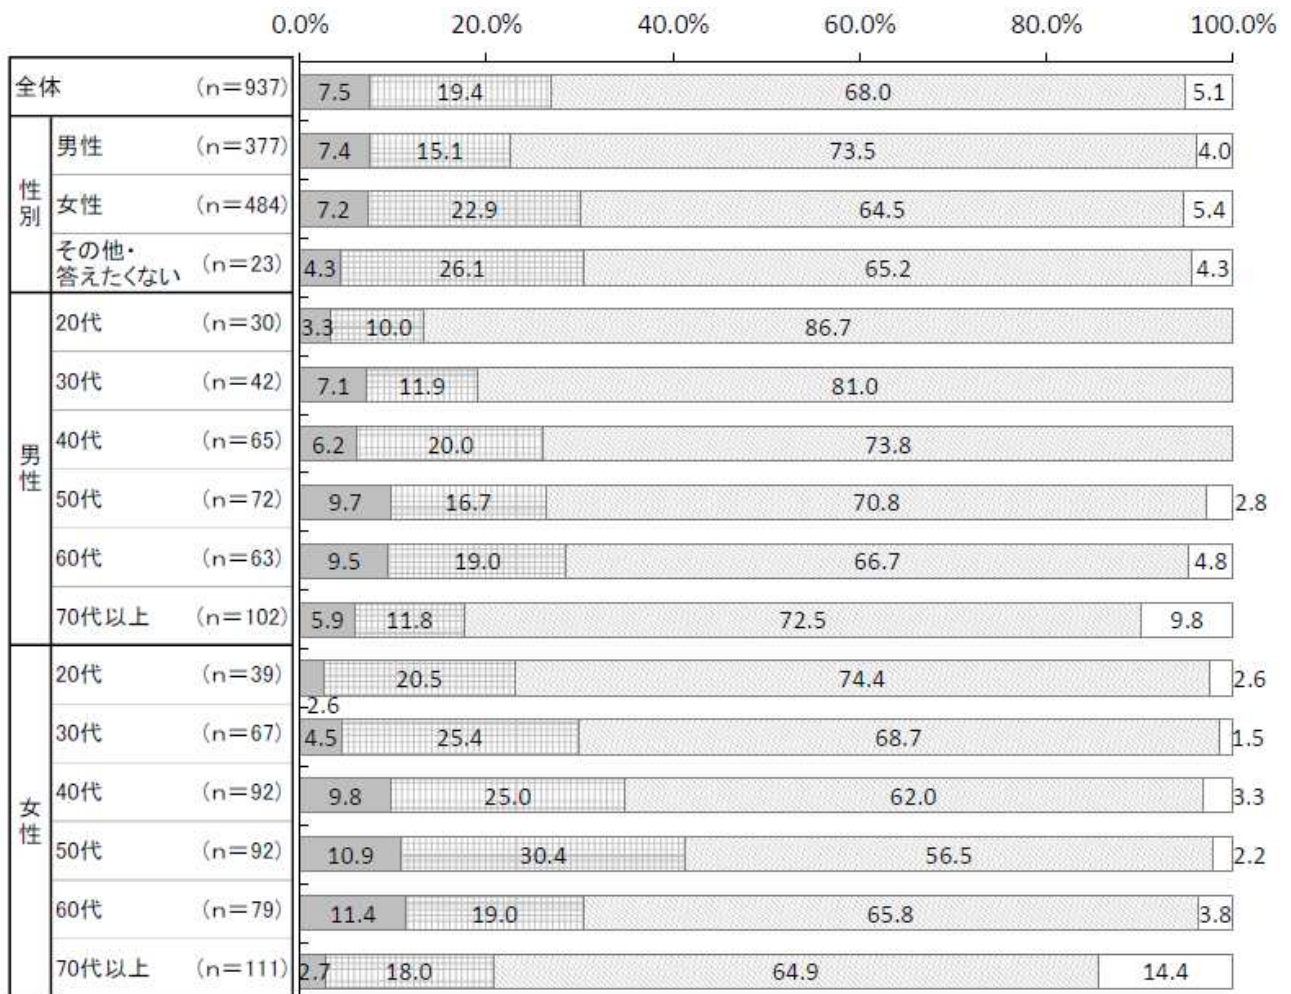 0.0% 20.0% 40.0% 60.0% 80.0% 100.0%
全体 (n=937) 7.5 19.4 68.0 5.1
性別
男性 (n=377) 7.4 15.1 73.5 4.0
女性 (n=484) 7.2 22.9 64.5 5.4
その他・
答えたくない (n=23) 4.3 26.1 65.2 4.3
男性
20代 (n=30) 3.3 10.0 86.7
30代 (n=42) 7.1 11.9 81.0
40代 (n=65) 6.2 20.0 73.8
50代 (n=72) 9.7 16.7 70.8 2.8
60代 (n=63) 9.5 19.0 66.7 4.8
70代以上 (n=102) 5.9 11.8 72.5 9.8
女性
20代 (n=39) 2.6 20.5 74.4 2.6
30代 (n=67) 4.5 25.4 68.7 1.5
40代 (n=92) 9.8 25.0 62.0 3.3
50代 (n=92) 10.9 30.4 56.5 2.2
60代 (n=79) 11.4 19.0 65.8 3.8
70代以上 (n=111) 2.7 18.0 64.9 14.4